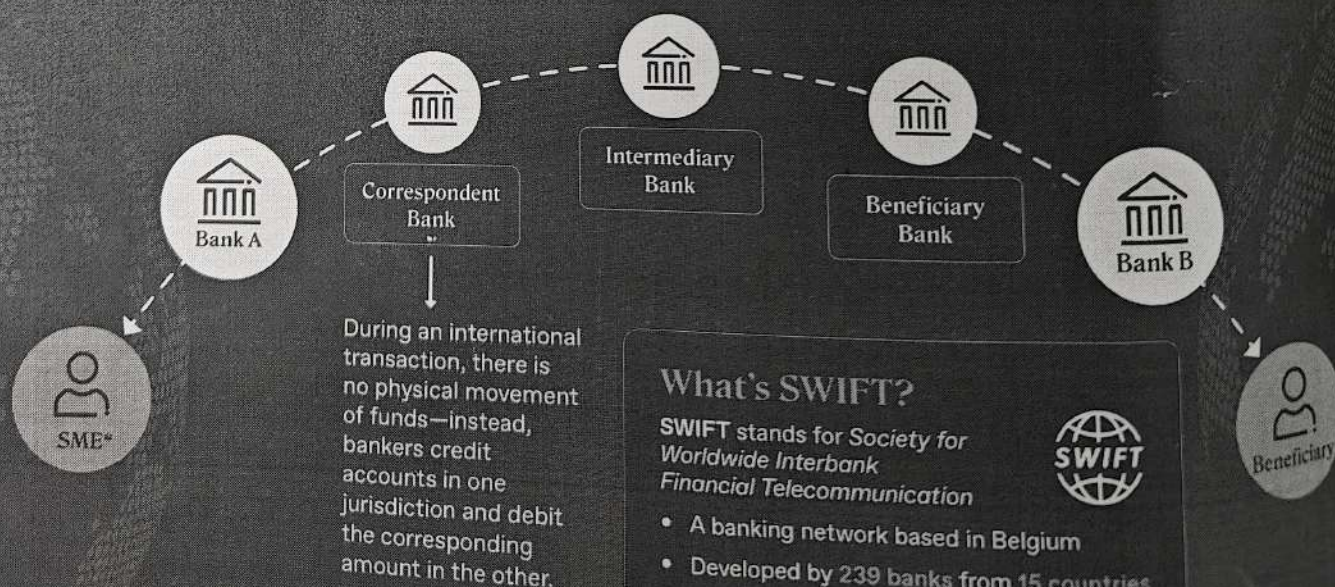 Bank A
Correspondent
Bank
Intermediary
Bank
Beneficiary
Bank
Bank B
SME*
Beneficiary
During an international
transaction, there is
no physical movement
of funds—instead,
bankers credit
accounts in one
jurisdiction and debit
the corresponding
amount in the other.
What's SWIFT?
SWIFT stands for Society for
Worldwide Interbank
Financial Telecommunication
SWIFT
• A banking network based in Belgium
• Developed by 239 banks from 15 countries